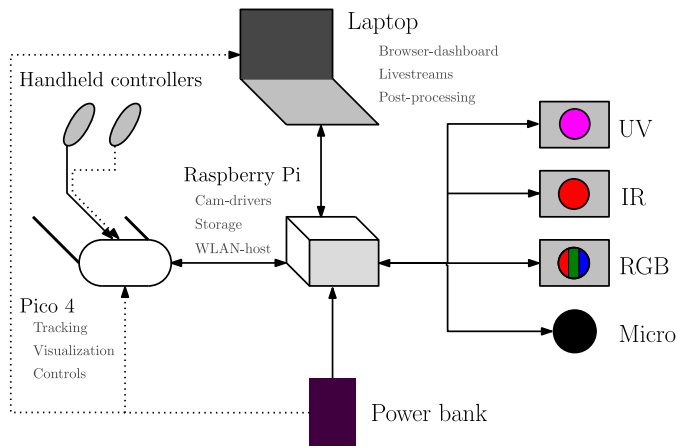 Laptop
Browser-dashboard
Livestreams
Post-processing
Handheld controllers
UV
Raspberry Pi
Cam-drivers
Storage
WLAN-host
IR
RGB
Pico 4
Tracking
Visualization
Controls
Micro
Power bank